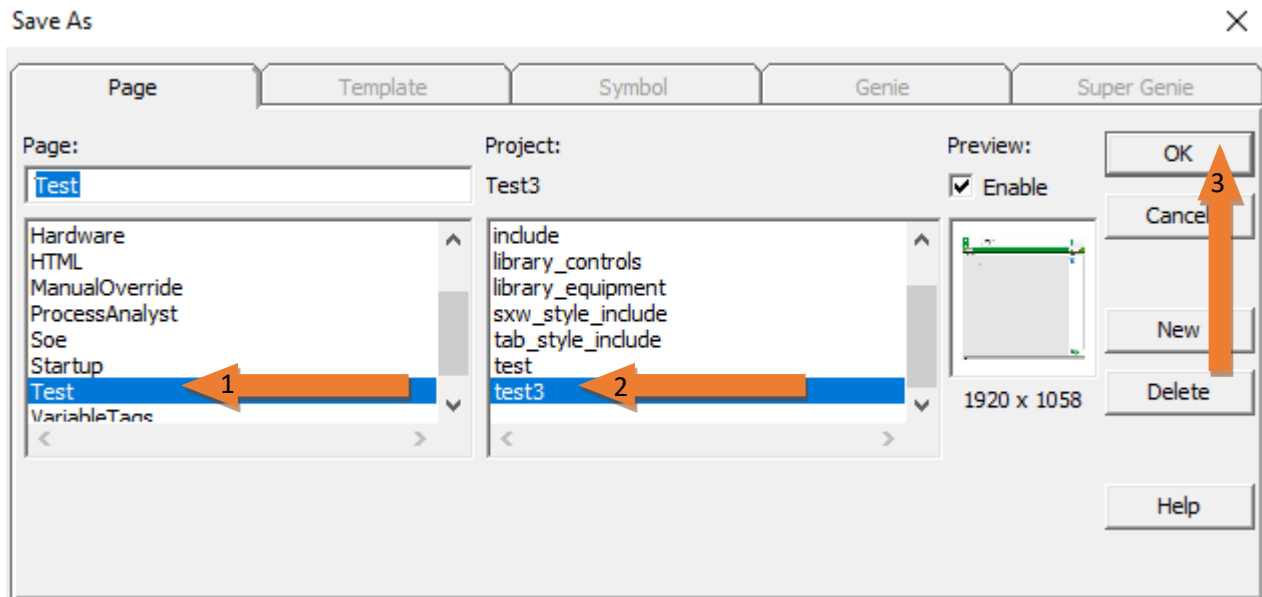 Save As
Page
Template
Symbol
Genie
Super Genie
Page:
Project:
Preview:
OK
Test
Test3
Enable
3
Cancel
Hardware
HTML
ManualOverride
ProcessAnalyst
Soe
Startup
Test
VariableTags
1
include
library_controls
library_equipment
sxw_style_include
tab_style_include
test
test3
2
1920 x 1058
New
Delete
Help